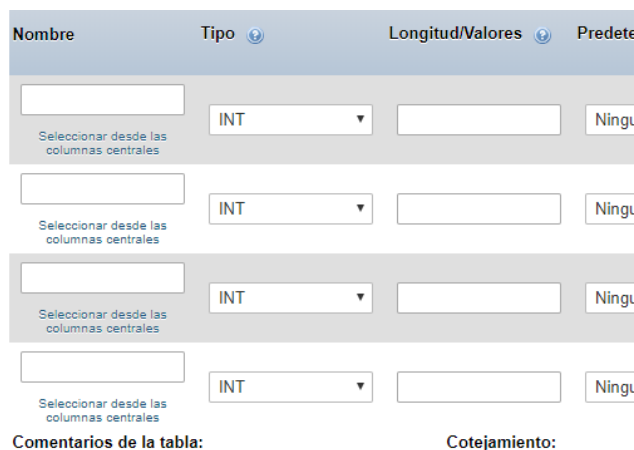 Nombre Tipo Longitud/Valores Predete
INT Ningu
Seleccionar desde las
columnas centrales
INT Ningu
Seleccionar desde las
columnas centrales
INT Ningu
Seleccionar desde las
columnas centrales
INT Ningu
Seleccionar desde las
columnas centrales
Comentarios de la tabla: Cotejamiento: